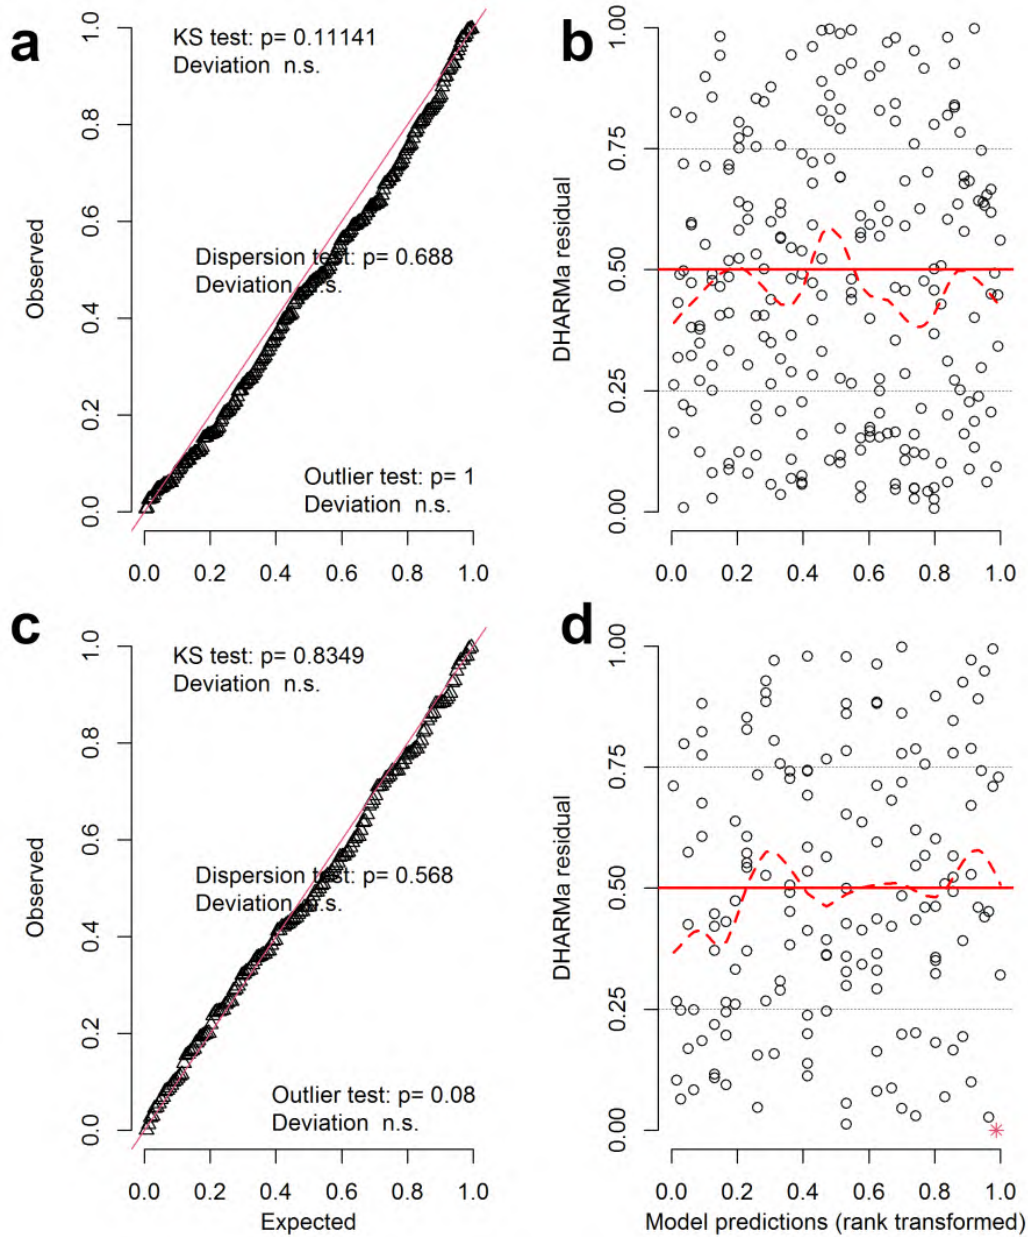 a
KS test: p= 0.11141
Deviation n.s.
Dispersion test: p= 0.688
Deviation n.s.
Outlier test: p= 1
Deviation n.s.
Observed
0.0 0.2 0.4 0.6 0.8 1.0
0.0 0.2 0.4 0.6 0.8 1.0
b
DHARMa residual
0.00 0.25 0.50 0.75 1.00
0.0 0.2 0.4 0.6 0.8 1.0
c
KS test: p= 0.8349
Deviation n.s.
Dispersion test: p= 0.568
Deviation n.s.
Outlier test: p= 0.08
Deviation n.s.
Observed
0.0 0.2 0.4 0.6 0.8 1.0
0.0 0.2 0.4 0.6 0.8 1.0
Expected
d
DHARMa residual
0.00 0.25 0.50 0.75 1.00
0.0 0.2 0.4 0.6 0.8 1.0
Model predictions (rank transformed)